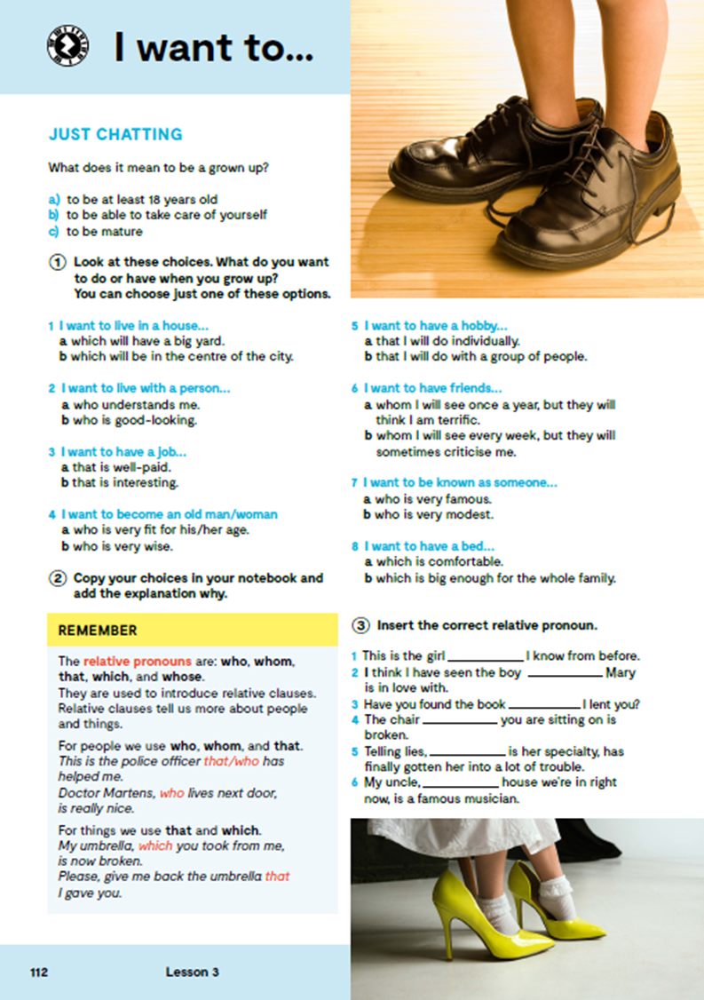 I want to...
JUST CHATTING
What does it mean to be a grown up?
a) to be at least 18 years old
b) to be able to take care of yourself
c) to be mature
1 Look at these choices. What do you want
to do or have when you grow up?
You can choose just one of these options.
1 I want to live in a house...
a which will have a big yard.
b which will be in the centre of the city.
2 I want to live with a person...
a who understands me.
b who is good-looking.
3 I want to have a job...
a that is well-paid.
b that is interesting.
4 I want to become an old man/woman
a who is very fit for his/her age.
b who is very wise.
2 Copy your choices in your notebook and
add the explanation why.
REMEMBER
The relative pronouns are: who, whom,
that, which, and whose.
They are used to introduce relative clauses.
Relative clauses tell us more about people
and things.
For people we use who, whom, and that.
This is the police officer that/who has
helped me.
Doctor Martens, who lives next door,
is really nice.
For things we use that and which.
My umbrella, which you took from me,
is now broken.
Please, give me back the umbrella that
I gave you.
5 I want to have a hobby...
a that I will do individually.
b that I will do with a group of people.
6 I want to have friends...
a whom I will see once a year, but they will
think I am terrific.
b whom I will see every week, but they will
sometimes criticise me.
7 I want to be known as someone...
a who is very famous.
b who is very modest.
8 I want to have a bed...
a which is comfortable.
b which is big enough for the whole family.
3 Insert the correct relative pronoun.
1 This is the girl ____________ I know from before.
2 I think I have seen the boy ____________ Mary
is in love with.
3 Have you found the book ____________ I lent you?
4 The chair ____________ you are sitting on is
broken.
5 Telling lies, ____________ is her specialty, has
finally gotten her into a lot of trouble.
6 My uncle, ____________ house we're in right
now, is a famous musician.
112 Lesson 3